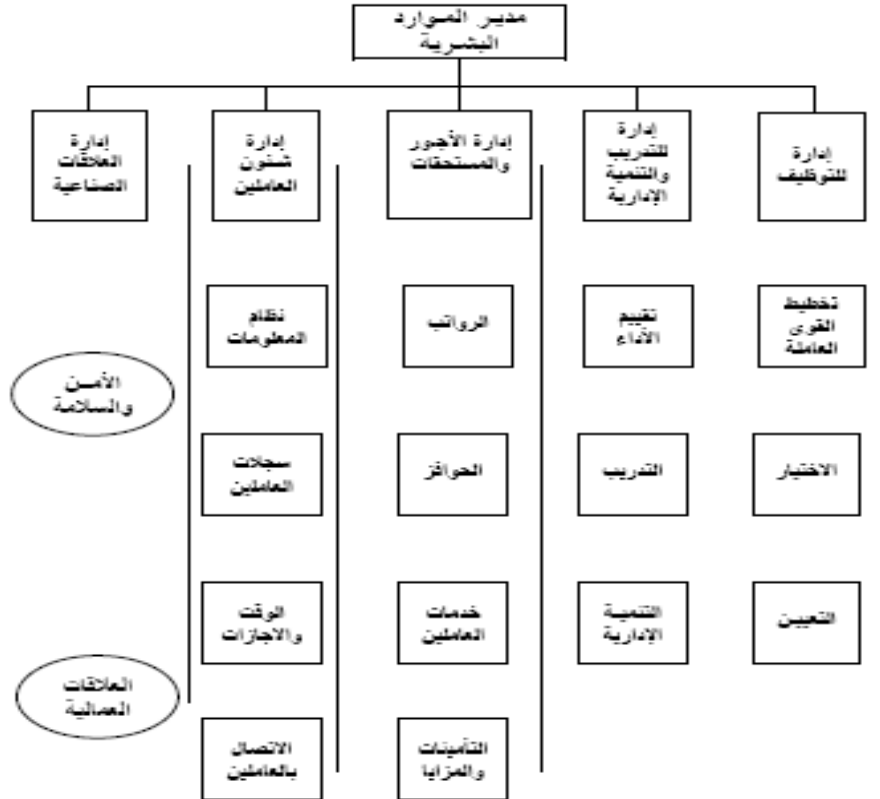 مدير الموارد
البشرية
إدارة
للتوظيف
إدارة
للتدريب
والتنمية
الإدارية
إدارة الأجور
والمستحقات
إدارة
شئون
العاملين
إدارة
العلاقات
الصناعية
تخطيط
القوى
العاملة
تقييم
الأداء
الرواتب
نظام
المعلومات
الأمن
والسلامة
الاختيار
التدريب
الحوافز
سجلات
العاملين
التعيين
التنمية
الإدارية
خدمات
العاملين
الوقت
والاجازات
العلاقات
العمالية
التأمينات
والمزايا
الاتصال
بالعاملين